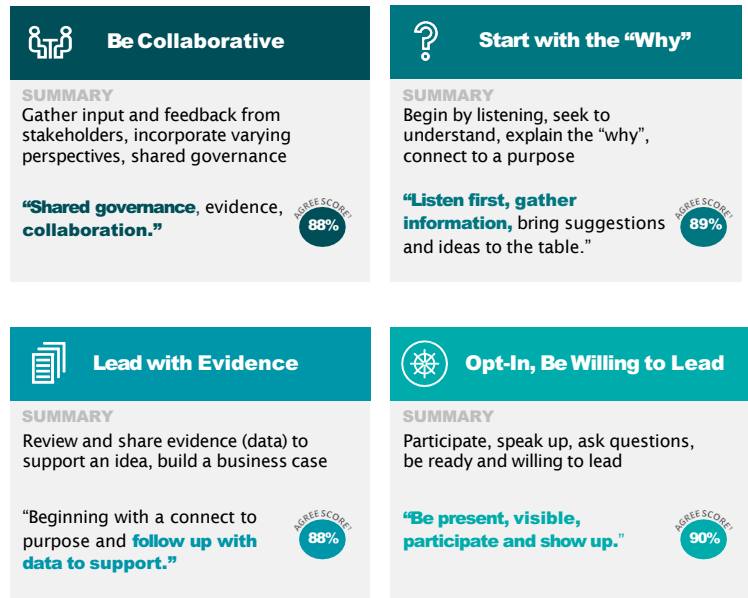 Be Collaborative
SUMMARY
Gather input and feedback from
stakeholders, incorporate varying
perspectives, shared governance
“Shared governance, evidence,
collaboration.”
AGREE SCORE¹
88%
Start with the “Why”
SUMMARY
Begin by listening, seek to
understand, explain the “why”,
connect to a purpose
“Listen first, gather
information, bring suggestions
and ideas to the table.”
AGREE SCORE¹
89%
Lead with Evidence
SUMMARY
Review and share evidence (data) to
support an idea, build a business case
“Beginning with a connect to
purpose and follow up with
data to support.”
AGREE SCORE¹
88%
Opt-In, Be Willing to Lead
SUMMARY
Participate, speak up, ask questions,
be ready and willing to lead
“Be present, visible,
participate and show up.”
AGREE SCORE¹
90%